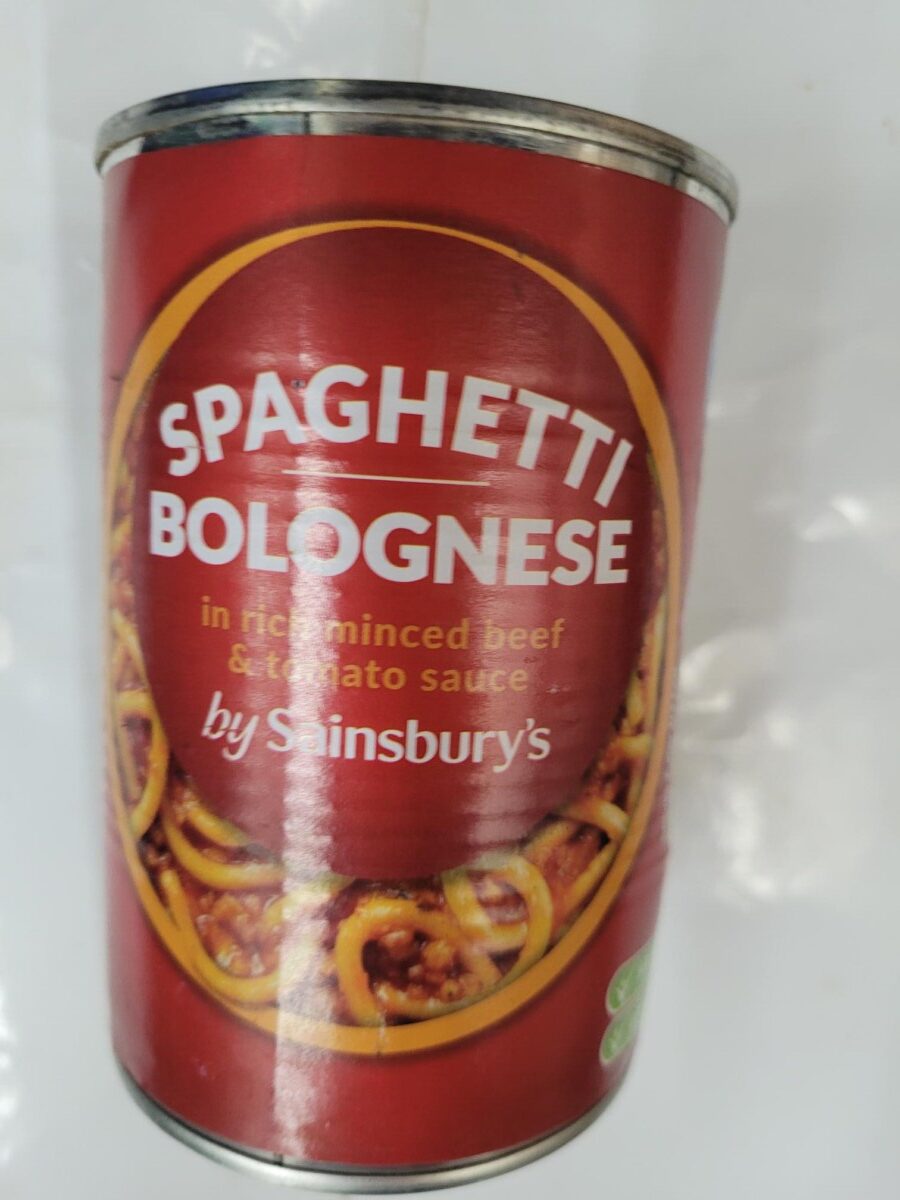 SPAGHETTI
BOLOGNESE
in rich minced beef
& tomato sauce
by Sainsbury's